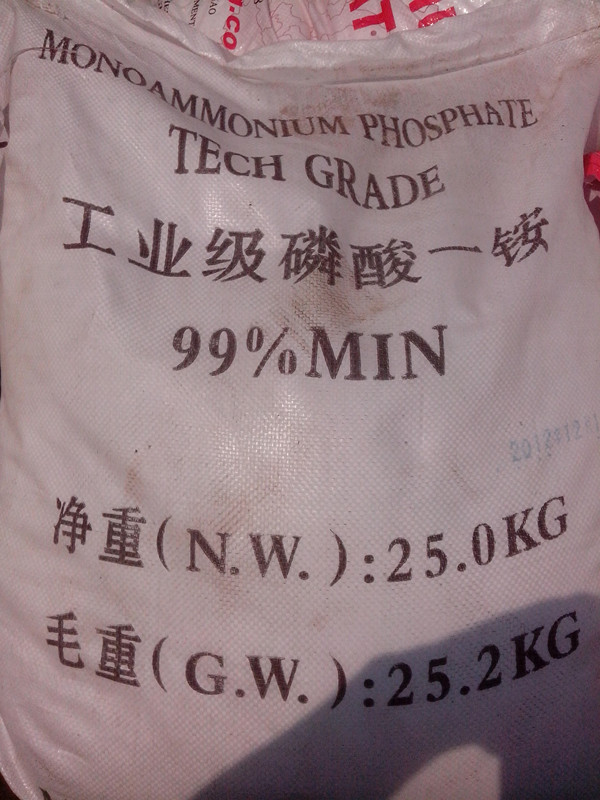 MONOAMMONIUM PHOSPHATE
TECH GRADE
工业级磷酸一铵
99%MIN
净重(N.W.):25.0KG
毛重(G.W.):25.2KG